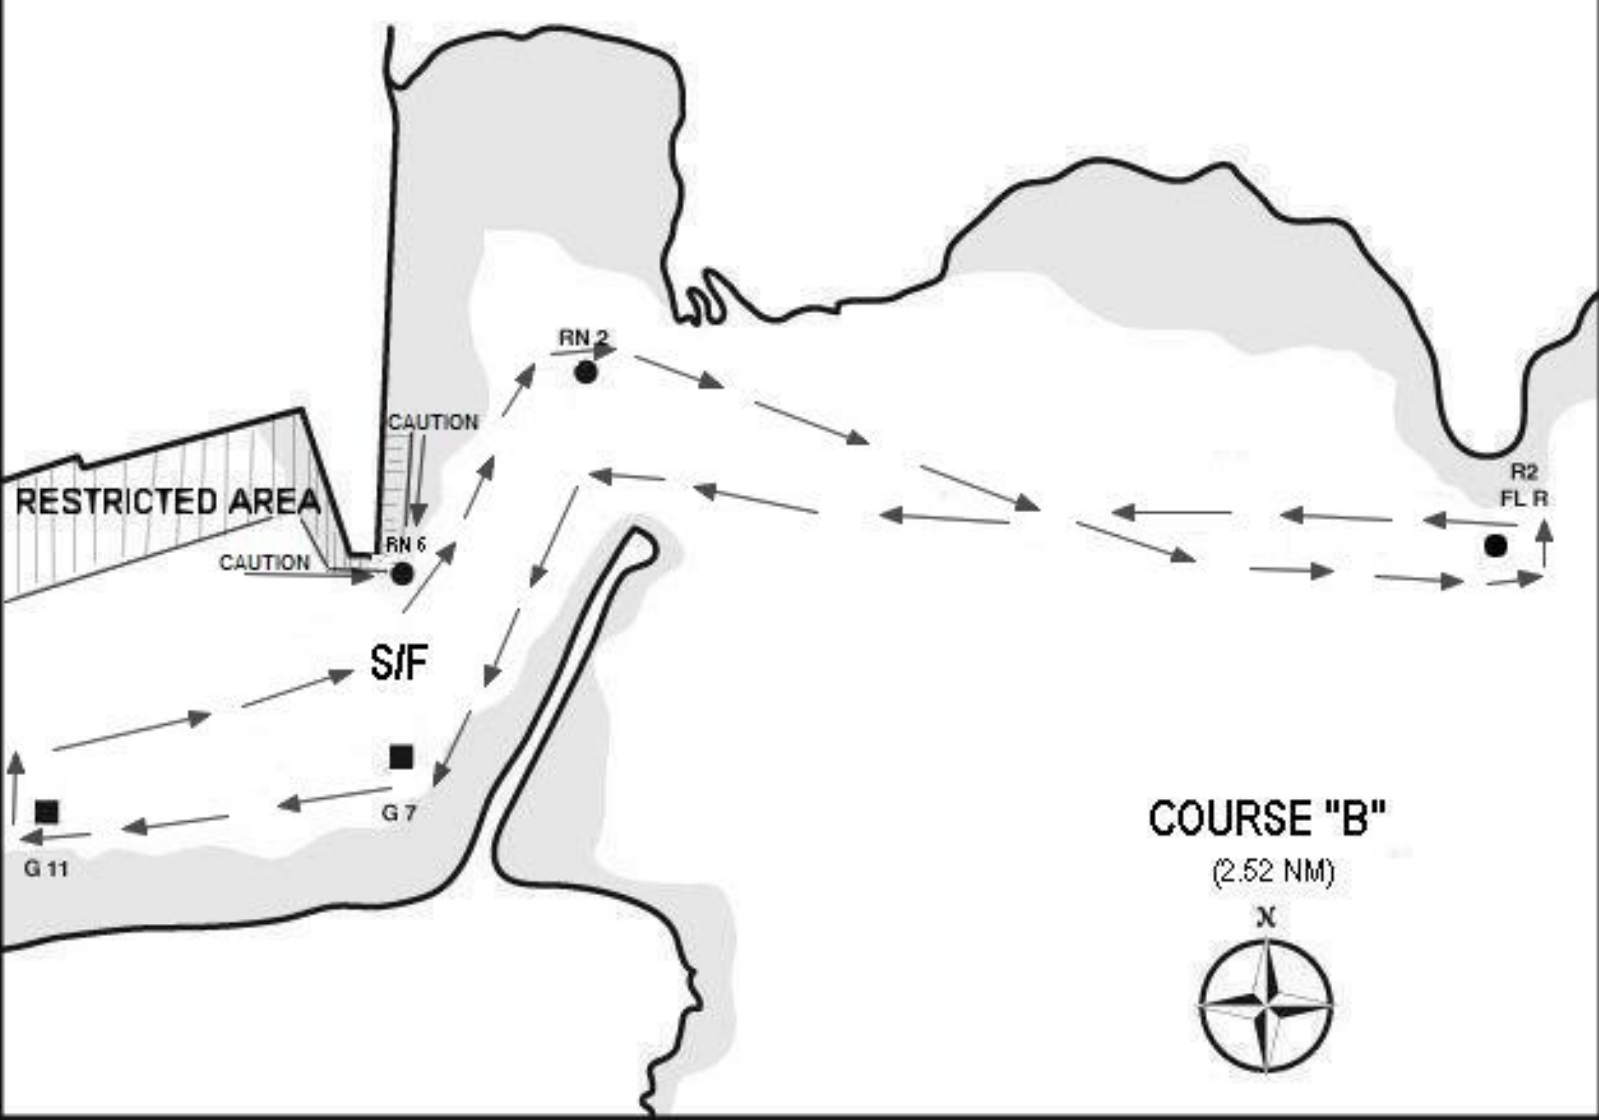 RN 2
CAUTION
R2
FL R
RESTRICTED AREA
RN 6
CAUTION
S/F
G 7
COURSE "B"
G 11
(2.52 NM)
N